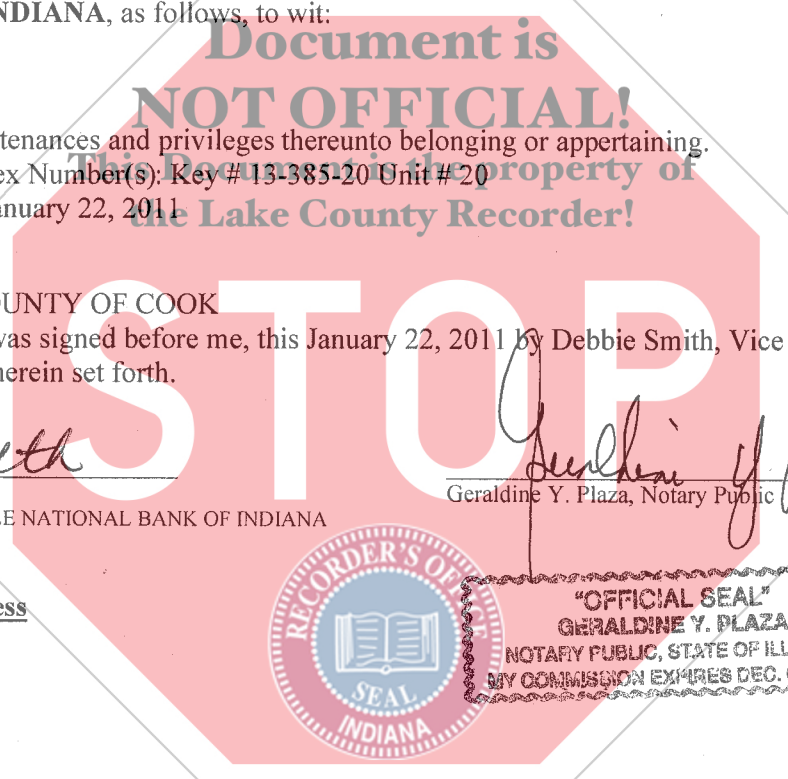 NDIANA, as follows, to wit:
Document is
NOT OFFICIAL!
tenances and privileges thereunto belonging or appertaining.
This Document is the property of
ex Number(s): Key # 13-385-20 Unit # 20
anuary 22, 2011
the Lake County Recorder!
STOP
OUNTY OF COOK
was signed before me, this January 22, 2011 by Debbie Smith, Vice
herein set forth.
Geraldine Y. Plaza, Notary Public
LE NATIONAL BANK OF INDIANA
ess
RECORDER'S OFFICE
SEAL
INDIANA
"OFFICIAL SEAL"
GERALDINE Y. PLAZA
NOTARY PUBLIC, STATE OF ILL
MY COMMISSION EXPIRES DEC.